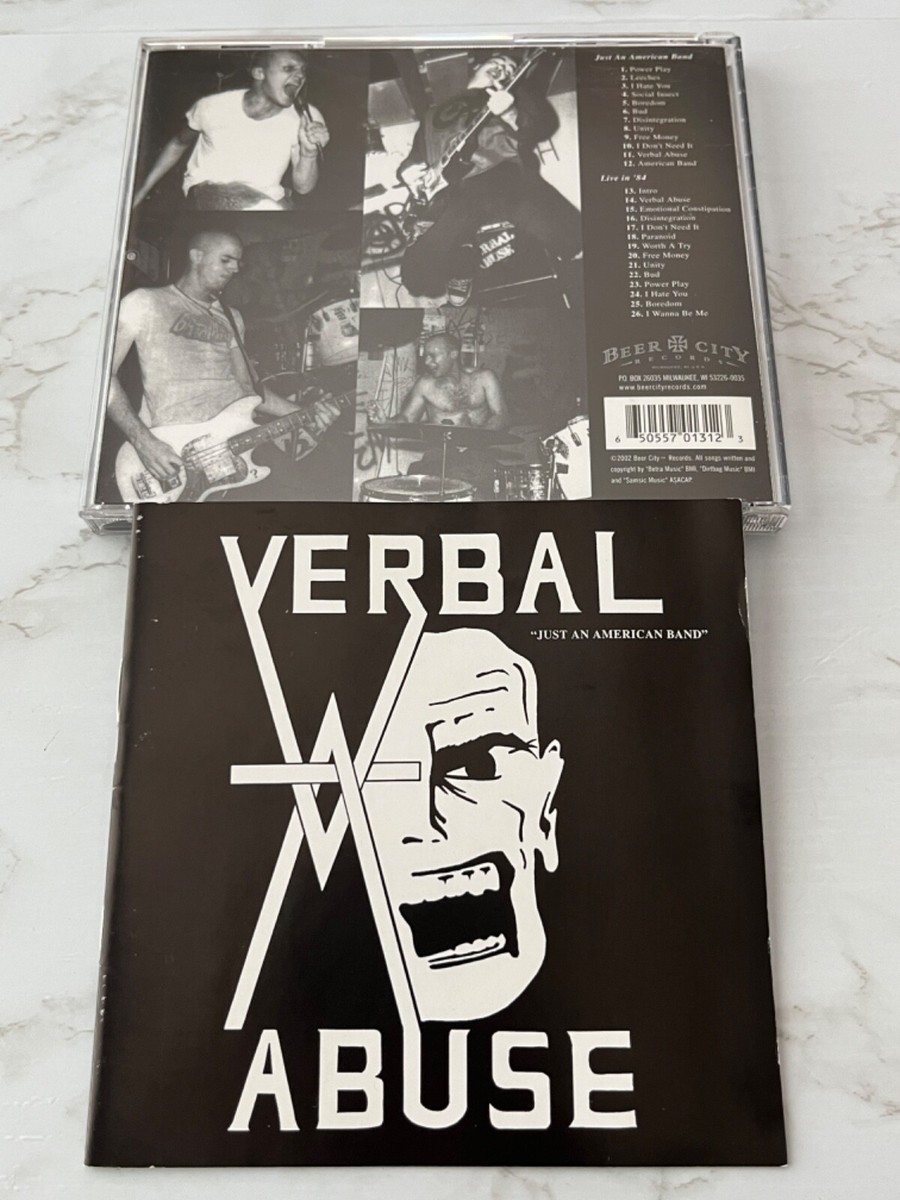 Just An American Band
1. Power Play
2. Leeches
3. I Hate You
4. Social Insect
5. Boredom
6. Bud
7. Disintegration
8. Unity
9. Free Money
10. I Don't Need It
11. Verbal Abuse
12. American Band
Live in '84
13. Intro
14. Verbal Abuse
15. Emotional Constipation
16. Disintegration
17. I Don't Need It
18. Paranoid
19. Worth A Try
20. Free Money
21. Unity
22. Bud
23. Power Play
24. I Hate You
25. Boredom
26. I Wanna Be Me
BEER CITY
RECORDS
P.O. BOX 26035 MILWAUKEE, WI 53226-0035
www.beercityrecords.com
6 50557 01312 3
©2002 Beer City™ Records. All songs written and
copyright by "Betra Music" BMI, "Dirtbag Music" BMI
and "Samsic Music" ASACAP
VERBAL
ABUSE
VERBAL
"JUST AN AMERICAN BAND"
ABUSE